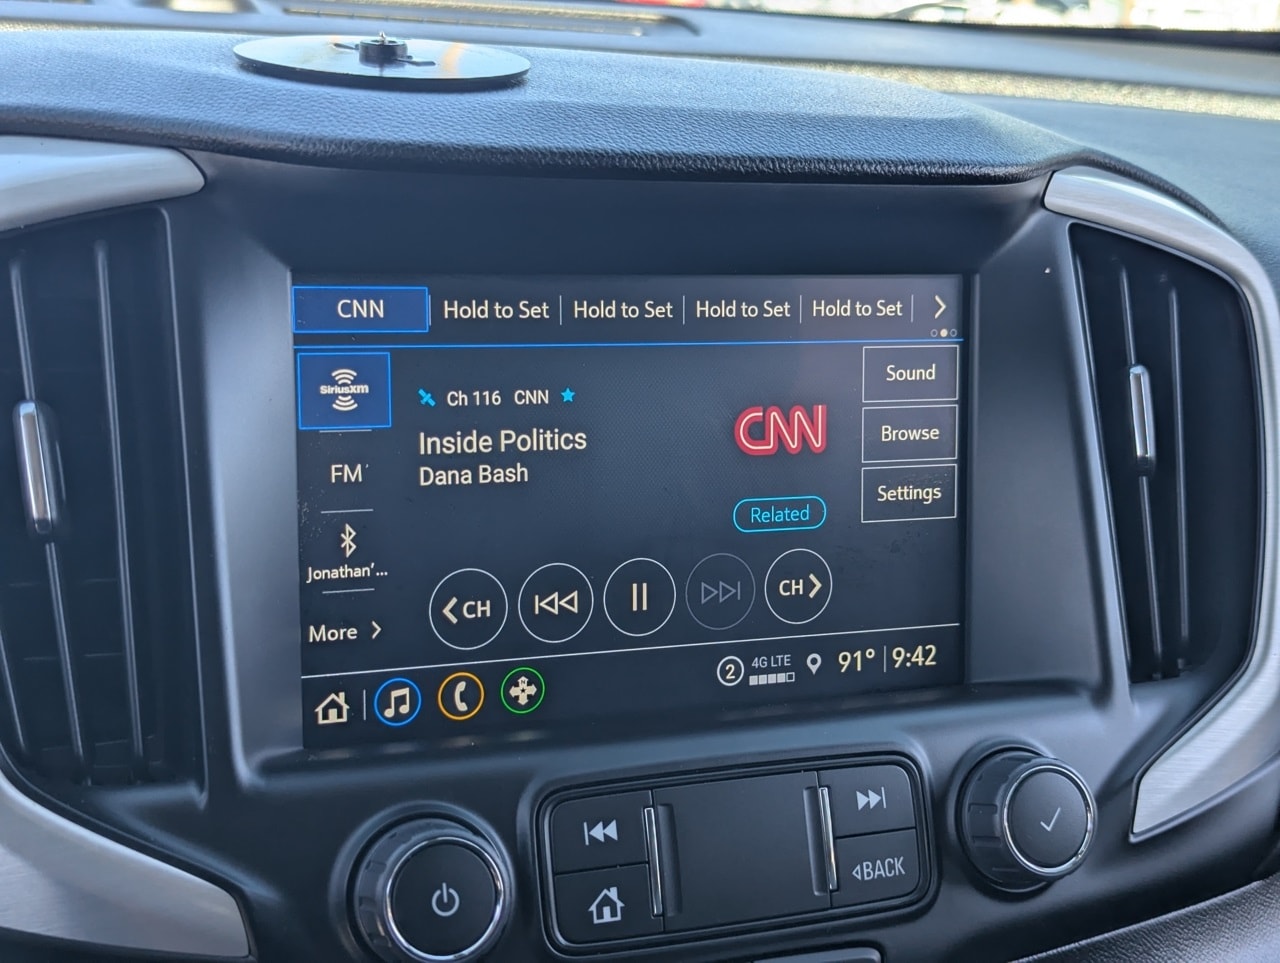 CNN
Hold to Set
Hold to Set
Hold to Set
Hold to Set
SiriusXM
Ch 116 CNN
CNN
Sound
Inside Politics
Browse
Dana Bash
FM
Settings
Related
Jonathan'...
CH
CH
More
2
4G LTE
91° 9:42
N
BACK